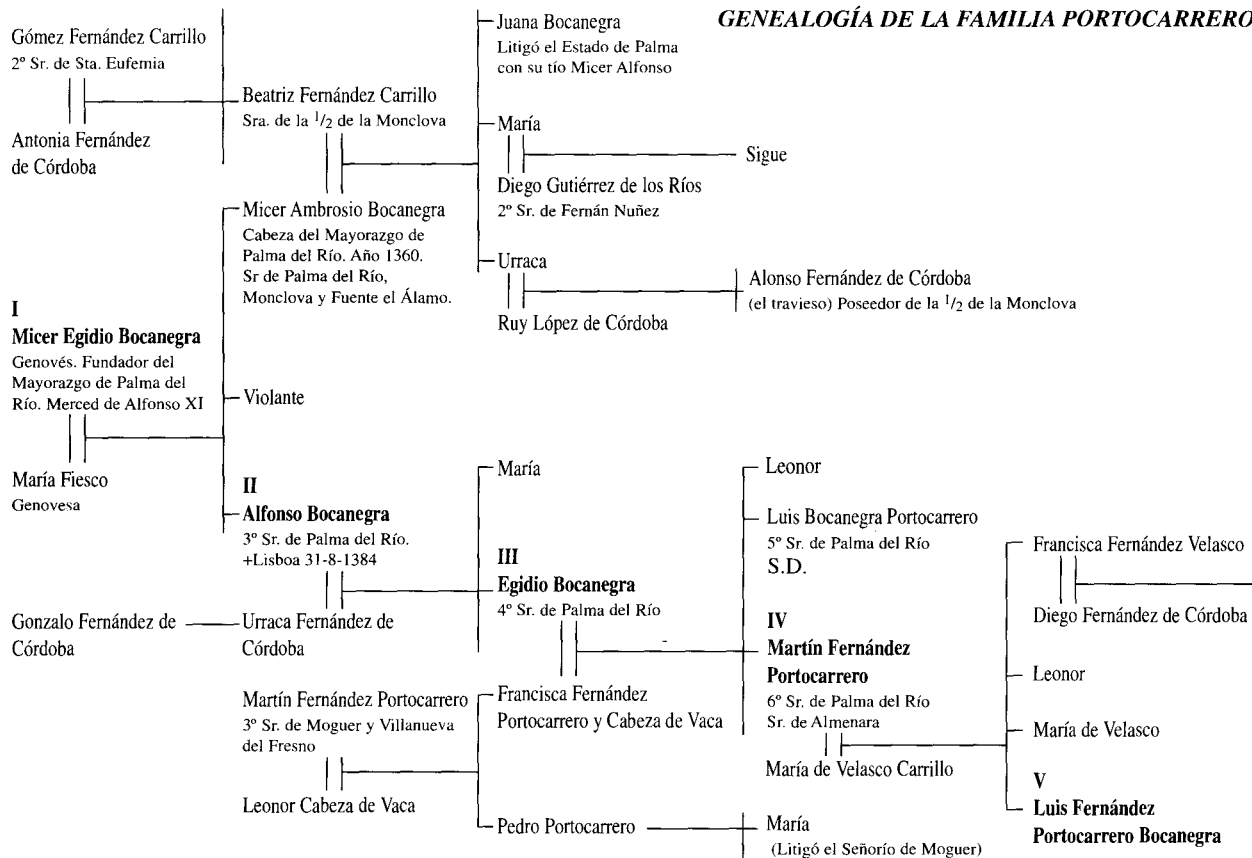 GENEALOGÍA DE LA FAMILIA PORTOCARRERO
Gómez Fernández Carrillo
2º Sr. de Sta. Eufemia
Antonia Fernández
de Córdoba
I
Micer Egidio Bocanegra
Genovés. Fundador del
Mayorazgo de Palma del
Río. Merced de Alfonso XI
María Fiesco
Genovesa
Gonzalo Fernández de
Córdoba
Beatriz Fernández Carrillo
Sra. de la 1/2 de la Monclova
Micer Ambrosio Bocanegra
Cabeza del Mayorazgo de
Palma del Río. Año 1360.
Sr de Palma del Río,
Monclova y Fuente el Álamo.
Violante
II
Alfonso Bocanegra
3º Sr. de Palma del Río.
+Lisboa 31-8-1384
Urraca Fernández de
Córdoba
Martín Fernández Portocarrero
3º Sr. de Moguer y Villanueva
del Fresno
Leonor Cabeza de Vaca
Juana Bocanegra
Litigó el Estado de Palma
con su tío Micer Alfonso
María
Diego Gutiérrez de los Ríos
2º Sr. de Fernán Nuñez
Sigue
Urraca
Ruy López de Córdoba
Alonso Fernández de Córdoba
(el travieso) Poseedor de la 1/2 de la Monclova
María
III
Egidio Bocanegra
4º Sr. de Palma del Río
Francisca Fernández
Portocarrero y Cabeza de Vaca
Pedro Portocarrero
Leonor
Luis Bocanegra Portocarrero
5º Sr. de Palma del Río
S.D.
IV
Martín Fernández
Portocarrero
6º Sr. de Palma del Río
Sr. de Almenara
María de Velasco Carrillo
María
(Litigó el Señorío de Moguer)
Francisca Fernández Velasco
Diego Fernández de Córdoba
Leonor
María de Velasco
V
Luis Fernández
Portocarrero Bocanegra